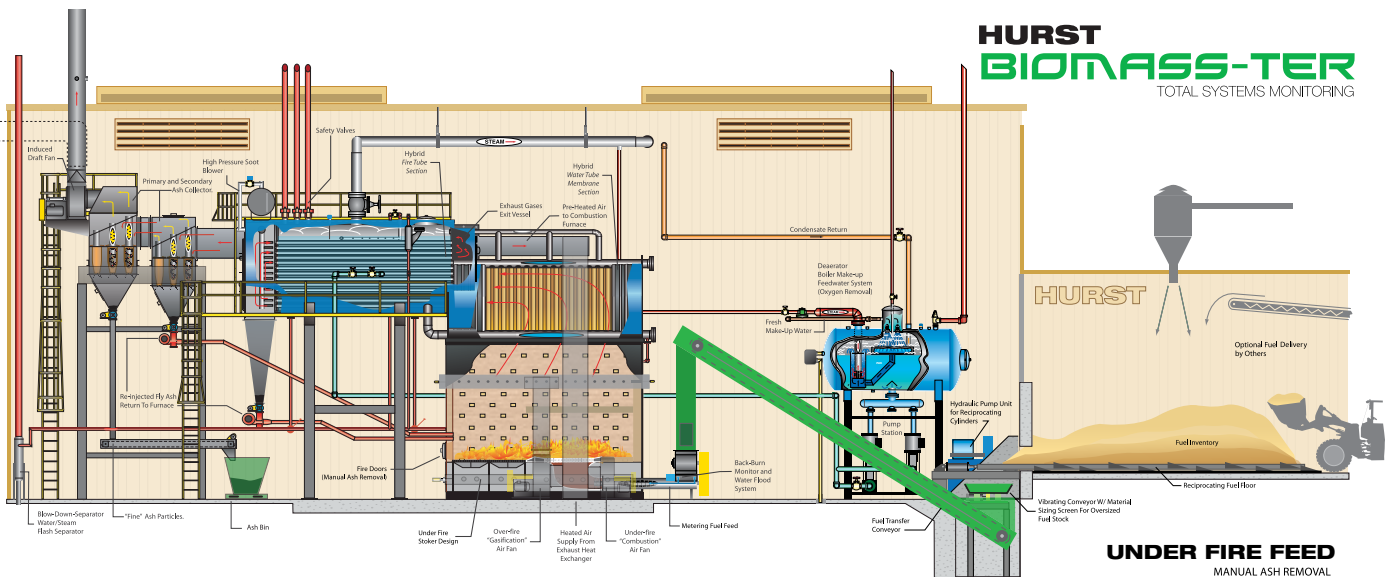 HURST
BIOMASS-TER
TOTAL SYSTEMS MONITORING
Safety Valves
STEAM
Induced
Draft Fan
High Pressure Soot
Blower
Hybrid
Fire Tube
Section
Hybrid
Water Tube
Membrane
Section
Primary and Secondary
Ash Collector.
Exhaust Gases
Exit Vessel
Pre-Heated Air
to Combustion
Furnace
Condensate Return
Deaerator
Boiler Make-up
Feedwater System
(Oxygen Removal)
STEAM
Fresh
Make-Up Water
HURST
Optional Fuel Delivery
by Others
Re-injected Fly Ash
Return To Furnace
Hydraulic Pump Unit
for Reciprocating
Cylinders
Pump
Station
Fuel Inventory
Fire Doors
(Manual Ash Removal)
Back-Burn
Monitor and
Water Flood
System
Reciprocating Fuel Floor
Blow-Down-Separator
Water/Steam
Flash Separator
"Fine" Ash Particles.
Ash Bin
Under Fire
Stoker Design
Over-fire
"Gasification"
Air Fan
Heated Air
Supply From
Exhaust Heat
Exchanger
Under-fire
"Combustion"
Air Fan
Metering Fuel Feed
Fuel Transfer
Conveyor
Vibrating Conveyor W/ Material
Sizing Screen For Oversized
Fuel Stock
UNDER FIRE FEED
MANUAL ASH REMOVAL